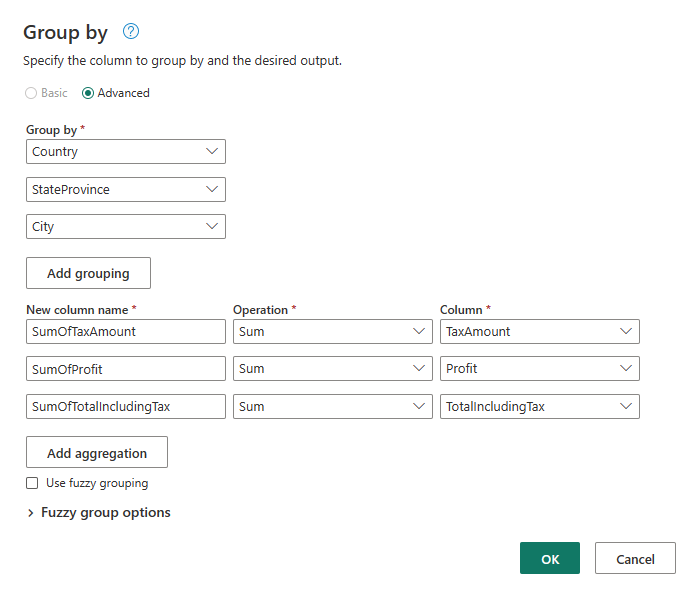 Group by ?
Specify the column to group by and the desired output.
Basic Advanced
Group by *
Country
StateProvince
City
Add grouping
New column name * Operation * Column *
SumOfTaxAmount Sum TaxAmount
SumOfProfit Sum Profit
SumOfTotalIncludingTax Sum TotalIncludingTax
Add aggregation
Use fuzzy grouping
Fuzzy group options
OK Cancel